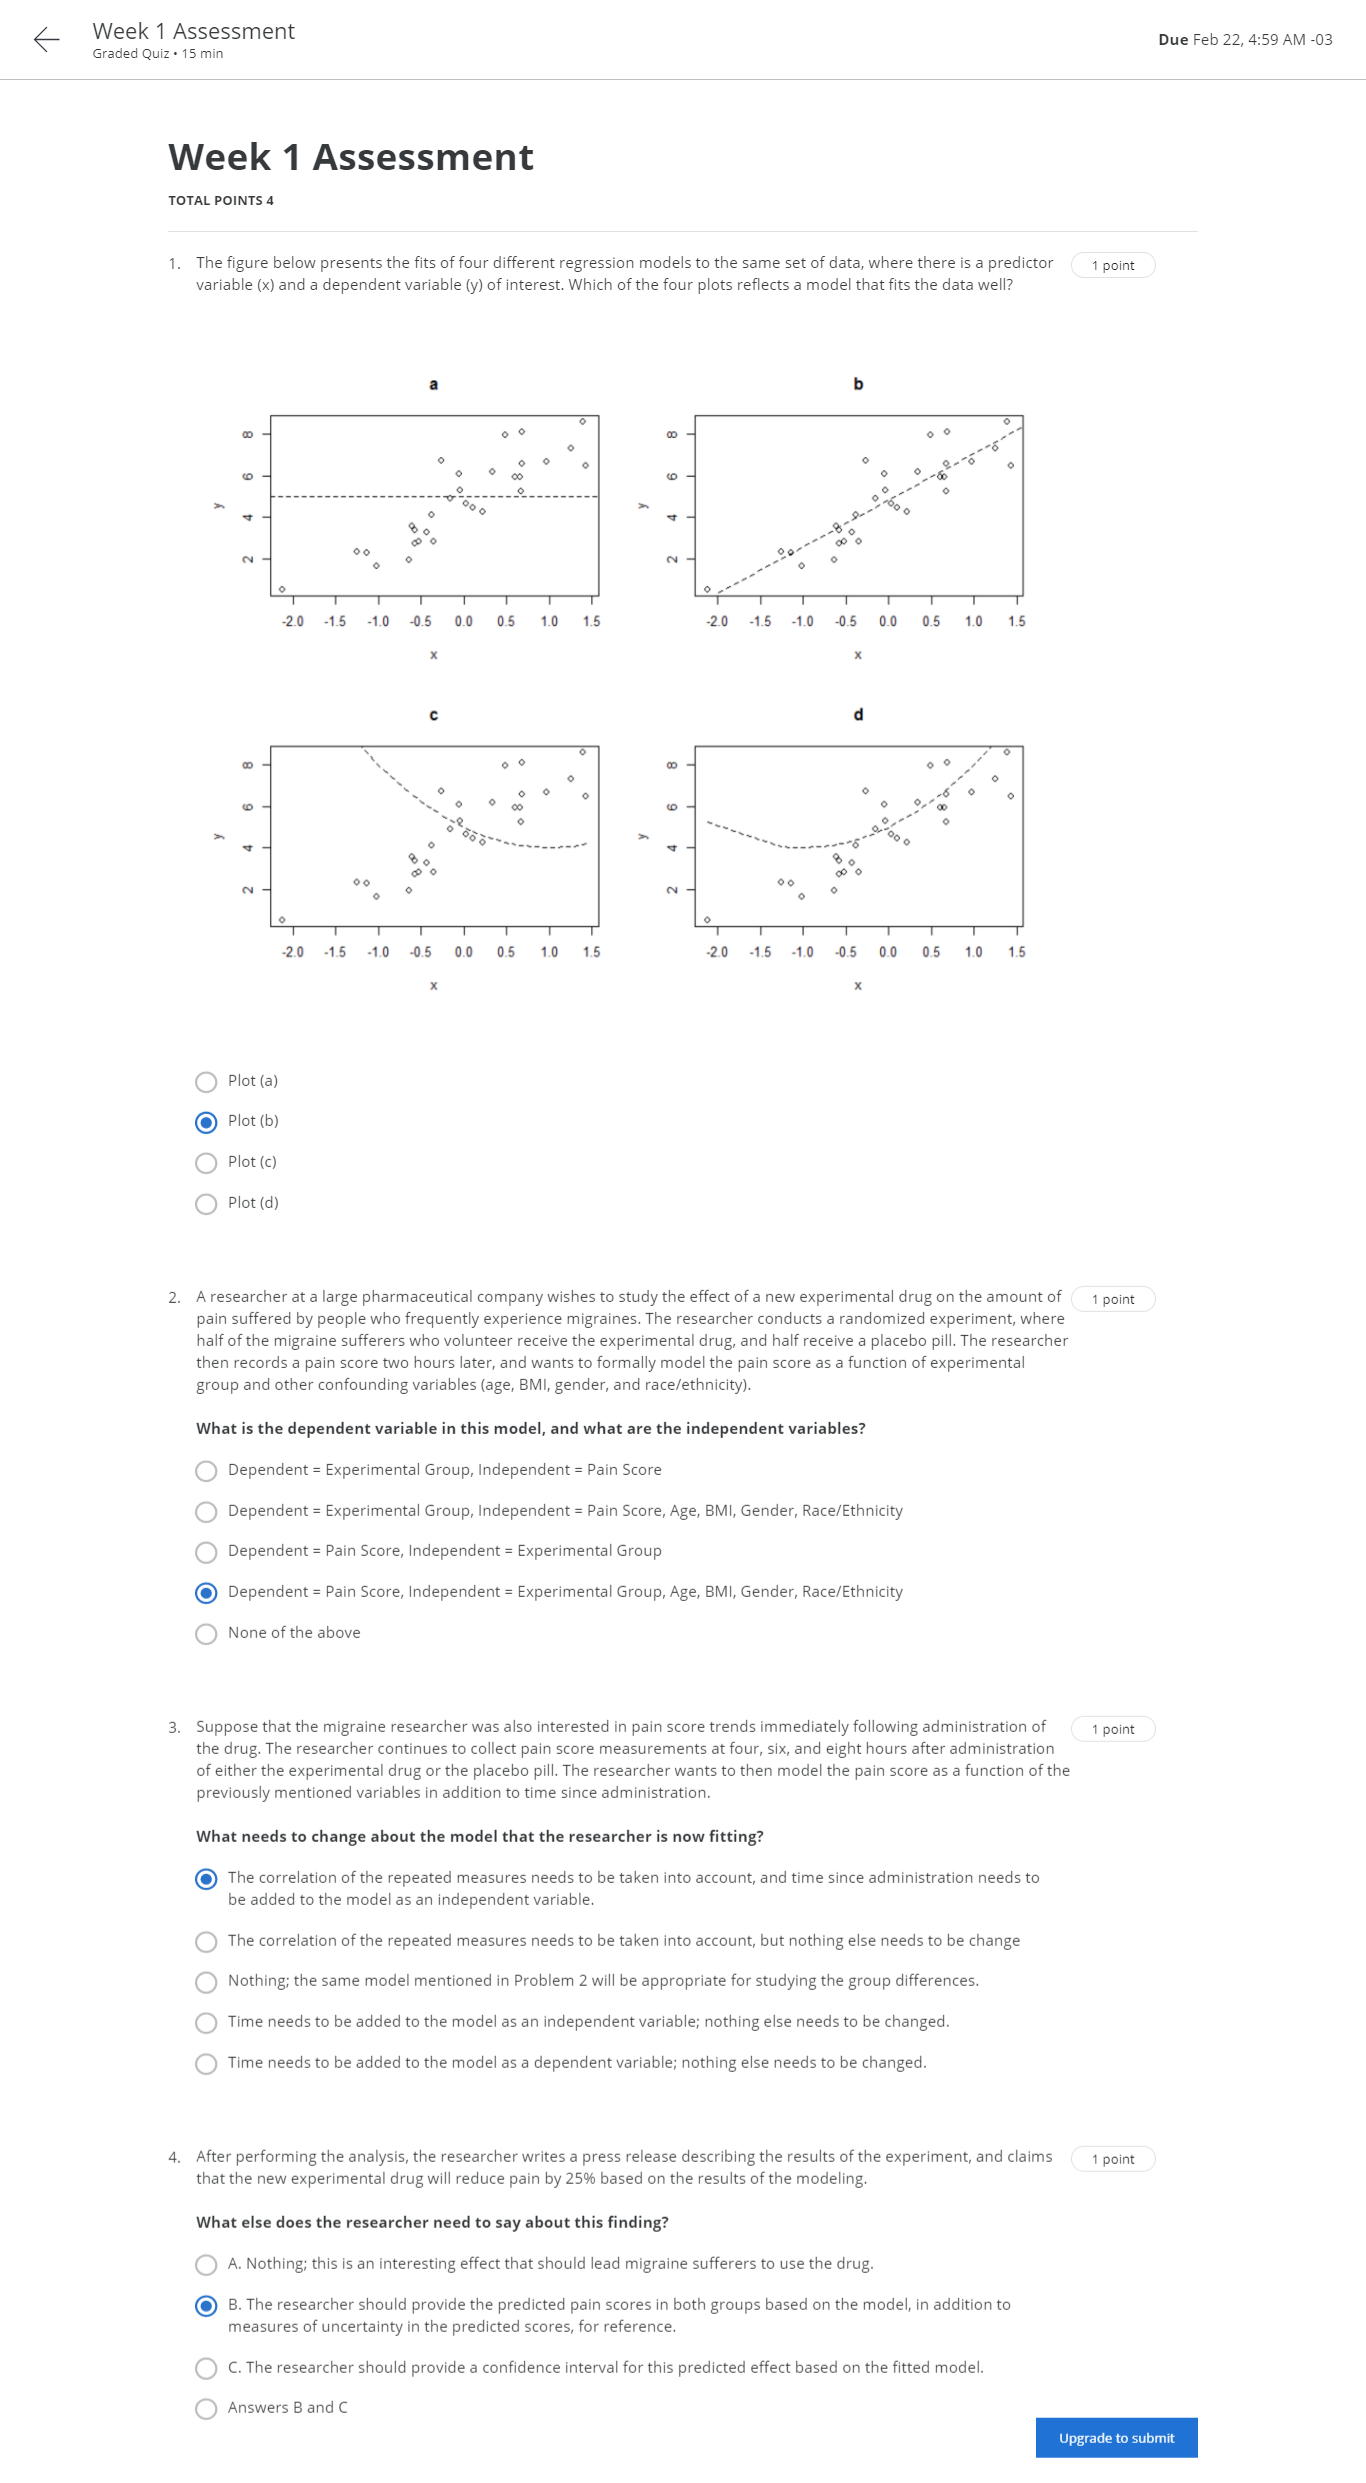 Week 1 Assessment
Graded Quiz • 15 min
Due Feb 22, 4:59 AM -03
Week 1 Assessment
TOTAL POINTS 4
1. The figure below presents the fits of four different regression models to the same set of data, where there is a predictor
variable (x) and a dependent variable (y) of interest. Which of the four plots reflects a model that fits the data well?
1 point
a
8
6
4
2
y
-2.0 -1.5 -1.0 -0.5 0.0 0.5 1.0 1.5
x
b
8
6
4
2
y
-2.0 -1.5 -1.0 -0.5 0.0 0.5 1.0 1.5
x
c
8
6
4
2
y
-2.0 -1.5 -1.0 -0.5 0.0 0.5 1.0 1.5
x
d
8
6
4
2
y
-2.0 -1.5 -1.0 -0.5 0.0 0.5 1.0 1.5
x
Plot (a)
Plot (b)
Plot (c)
Plot (d)
2. A researcher at a large pharmaceutical company wishes to study the effect of a new experimental drug on the amount of
pain suffered by people who frequently experience migraines. The researcher conducts a randomized experiment, where
half of the migraine sufferers who volunteer receive the experimental drug, and half receive a placebo pill. The researcher
then records a pain score two hours later, and wants to formally model the pain score as a function of experimental
group and other confounding variables (age, BMI, gender, and race/ethnicity).
1 point
What is the dependent variable in this model, and what are the independent variables?
Dependent = Experimental Group, Independent = Pain Score
Dependent = Experimental Group, Independent = Pain Score, Age, BMI, Gender, Race/Ethnicity
Dependent = Pain Score, Independent = Experimental Group
Dependent = Pain Score, Independent = Experimental Group, Age, BMI, Gender, Race/Ethnicity
None of the above
3. Suppose that the migraine researcher was also interested in pain score trends immediately following administration of
the drug. The researcher continues to collect pain score measurements at four, six, and eight hours after administration
of either the experimental drug or the placebo pill. The researcher wants to then model the pain score as a function of the
previously mentioned variables in addition to time since administration.
1 point
What needs to change about the model that the researcher is now fitting?
The correlation of the repeated measures needs to be taken into account, and time since administration needs to
be added to the model as an independent variable.
The correlation of the repeated measures needs to be taken into account, but nothing else needs to be change
Nothing; the same model mentioned in Problem 2 will be appropriate for studying the group differences.
Time needs to be added to the model as an independent variable; nothing else needs to be changed.
Time needs to be added to the model as a dependent variable; nothing else needs to be changed.
4. After performing the analysis, the researcher writes a press release describing the results of the experiment, and claims
that the new experimental drug will reduce pain by 25% based on the results of the modeling.
1 point
What else does the researcher need to say about this finding?
A. Nothing; this is an interesting effect that should lead migraine sufferers to use the drug.
B. The researcher should provide the predicted pain scores in both groups based on the model, in addition to
measures of uncertainty in the predicted scores, for reference.
C. The researcher should provide a confidence interval for this predicted effect based on the fitted model.
Answers B and C
Upgrade to submit